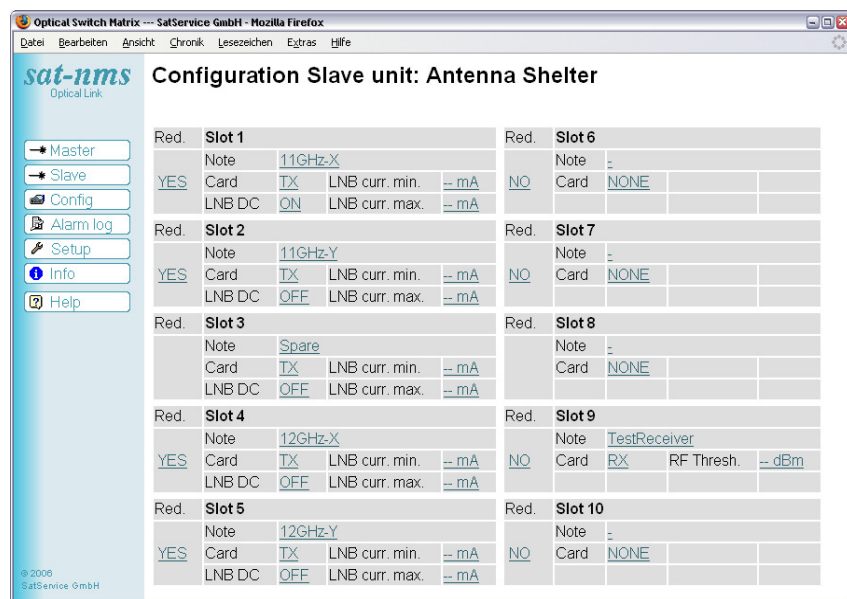 Optical Switch Matrix --- SatService GmbH - Mozilla Firefox
Datei Bearbeiten Ansicht Chronik Lesezeichen Extras Hilfe
sat-nms
Optical Link
Master
Slave
Config
Alarm log
Setup
Info
Help
© 2006
SatService GmbH
Configuration Slave unit: Antenna Shelter
Red. Slot 1
Note 11GHz-X
YES Card TX LNB curr. min. -- mA
LNB DC ON LNB curr. max. -- mA
Red. Slot 2
Note 11GHz-Y
YES Card TX LNB curr. min. -- mA
LNB DC OFF LNB curr. max. -- mA
Red. Slot 3
Note Spare
Card TX LNB curr. min. -- mA
LNB DC OFF LNB curr. max. -- mA
Red. Slot 4
Note 12GHz-X
YES Card TX LNB curr. min. -- mA
LNB DC OFF LNB curr. max. -- mA
Red. Slot 5
Note 12GHz-Y
YES Card TX LNB curr. min. -- mA
LNB DC OFF LNB curr. max. -- mA
Red. Slot 6
Note -
NO Card NONE
Red. Slot 7
Note -
NO Card NONE
Red. Slot 8
Note -
Card NONE
Red. Slot 9
Note TestReceiver
NO Card RX RF Thresh. -- dBm
Red. Slot 10
Note -
NO Card NONE